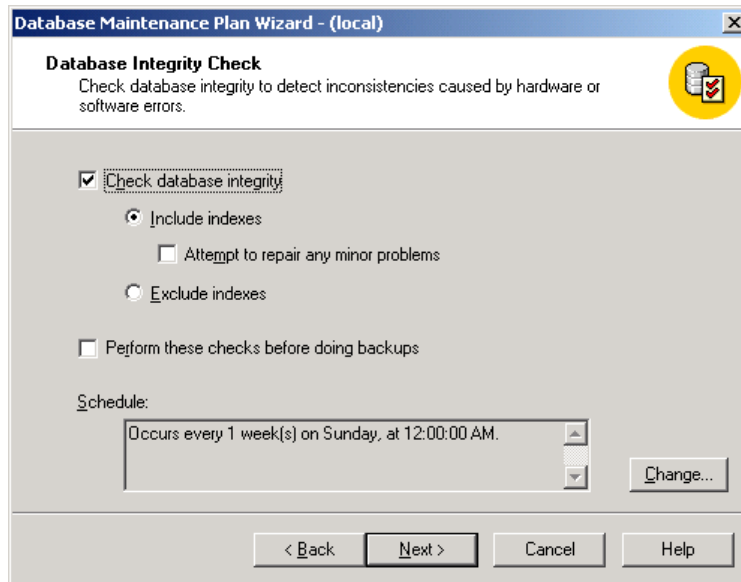 Database Maintenance Plan Wizard - (local)
Database Integrity Check
Check database integrity to detect inconsistencies caused by hardware or
software errors.
Check database integrity
Include indexes
Attempt to repair any minor problems
Exclude indexes
Perform these checks before doing backups
Schedule:
Occurs every 1 week(s) on Sunday, at 12:00:00 AM.
Change...
< Back
Next >
Cancel
Help